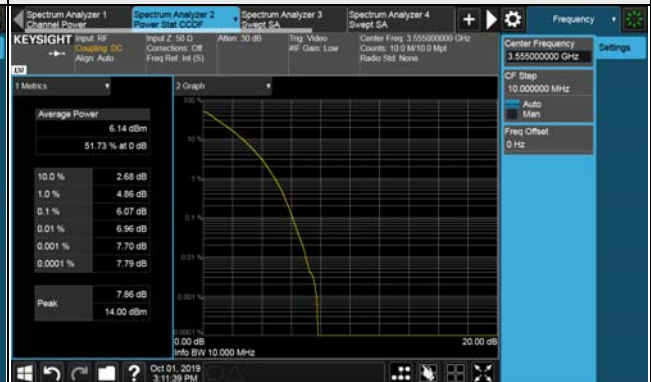 Spectrum Analyzer 1
Channel Power
Spectrum Analyzer 2
Power Stat CCDF
Spectrum Analyzer 3
Swept SA
Spectrum Analyzer 4
Swept SA
Frequency
KEYSIGHT
Input: RF
Coupling: DC
Align: Auto
Input Z: 50 Ω
Corrections: Off
Freq Ref: Int (S)
Atten: 30 dB
Trig: Video
#IF Gain: Low
Center Freq: 3.555000000 GHz
Counts: 10.0 M/10.0 Mpt
Radio Std: None
Center Frequency
3.555000000 GHz
Settings
CF Step
10.000000 MHz
Auto
Man
Freq Offset
0 Hz
1 Metrics
2 Graph
Average Power
6.14 dBm
51.73 % at 0 dB
10.0 % 2.68 dB
1.0 % 4.86 dB
0.1 % 6.07 dB
0.01 % 6.96 dB
0.001 % 7.70 dB
0.0001 % 7.79 dB
Peak
7.86 dB
14.00 dBm
100 %
10 %
1 %
0.1 %
0.01 %
0.001 %
0.0001 %
0.00 dB
20.00 dB
Info BW 10.000 MHz
Oct 01, 2019
3:11:39 PM